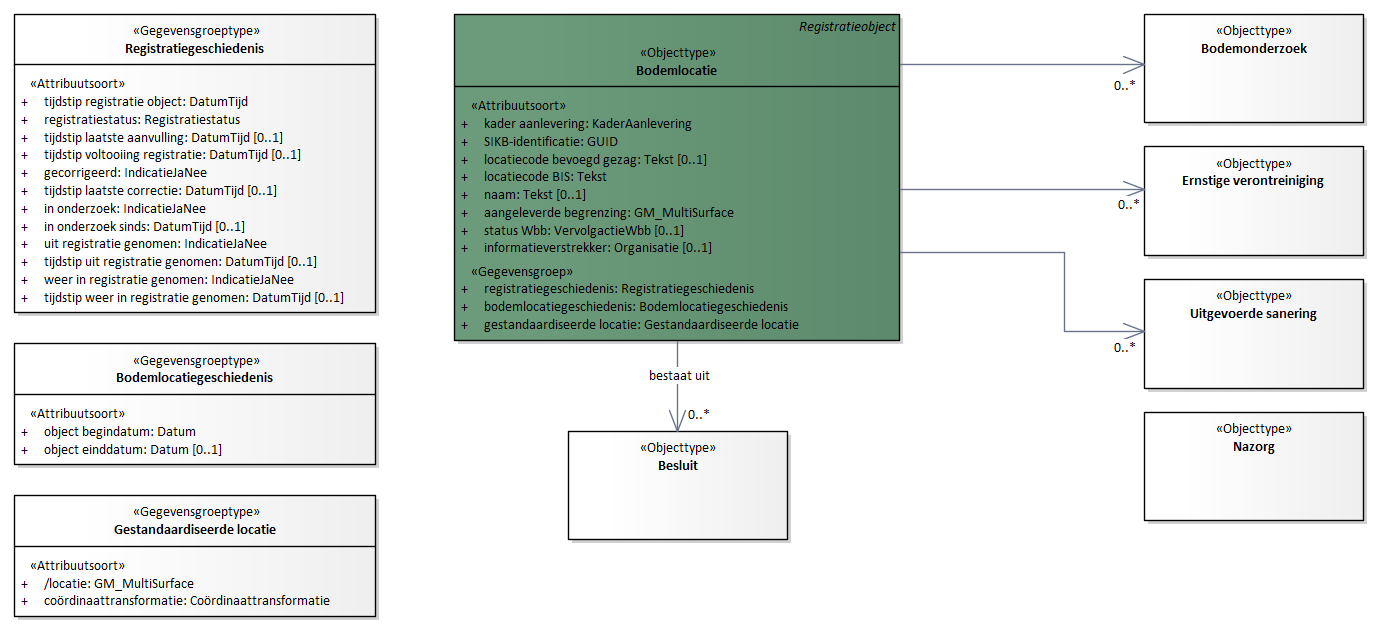 «Gegevensgroeptype»
Registratiegeschiedenis
«Attribuutsoort»
+ tijdstip registratie object: DatumTijd
+ registratiestatus: Registratiestatus
+ tijdstip laatste aanvulling: DatumTijd [0..1]
+ tijdstip voltooiing registratie: DatumTijd [0..1]
+ gecorrigeerd: IndicatieJaNee
+ tijdstip laatste correctie: DatumTijd [0..1]
+ in onderzoek: IndicatieJaNee
+ in onderzoek sinds: DatumTijd [0..1]
+ uit registratie genomen: IndicatieJaNee
+ tijdstip uit registratie genomen: DatumTijd [0..1]
+ weer in registratie genomen: IndicatieJaNee
+ tijdstip weer in registratie genomen: DatumTijd [0..1]
«Gegevensgroeptype»
Bodemlocatiegeschiedenis
«Attribuutsoort»
+ object begindatum: Datum
+ object einddatum: Datum [0..1]
«Gegevensgroeptype»
Gestandaardiseerde locatie
«Attribuutsoort»
+ /locatie: GM_MultiSurface
+ coördinaattransformatie: Coördinaattransformatie
Registratieobject
«Objecttype»
Bodemlocatie
«Attribuutsoort»
+ kader aanlevering: KaderAanlevering
+ SIKB-identificatie: GUID
+ locatiecode bevoegd gezag: Tekst [0..1]
+ locatiecode BIS: Tekst
+ naam: Tekst [0..1]
+ aangeleverde begrenzing: GM_MultiSurface
+ status Wbb: VervolgactieWbb [0..1]
+ informatieverstrekker: Organisatie [0..1]
«Gegevensgroep»
+ registratiegeschiedenis: Registratiegeschiedenis
+ bodemlocatiegeschiedenis: Bodemlocatiegeschiedenis
+ gestandaardiseerde locatie: Gestandaardiseerde locatie
bestaat uit
0..*
«Objecttype»
Besluit
«Objecttype»
Bodemonderzoek
0..*
«Objecttype»
Ernstige verontreiniging
0..*
«Objecttype»
Uitgevoerde sanering
0..*
«Objecttype»
Nazorg